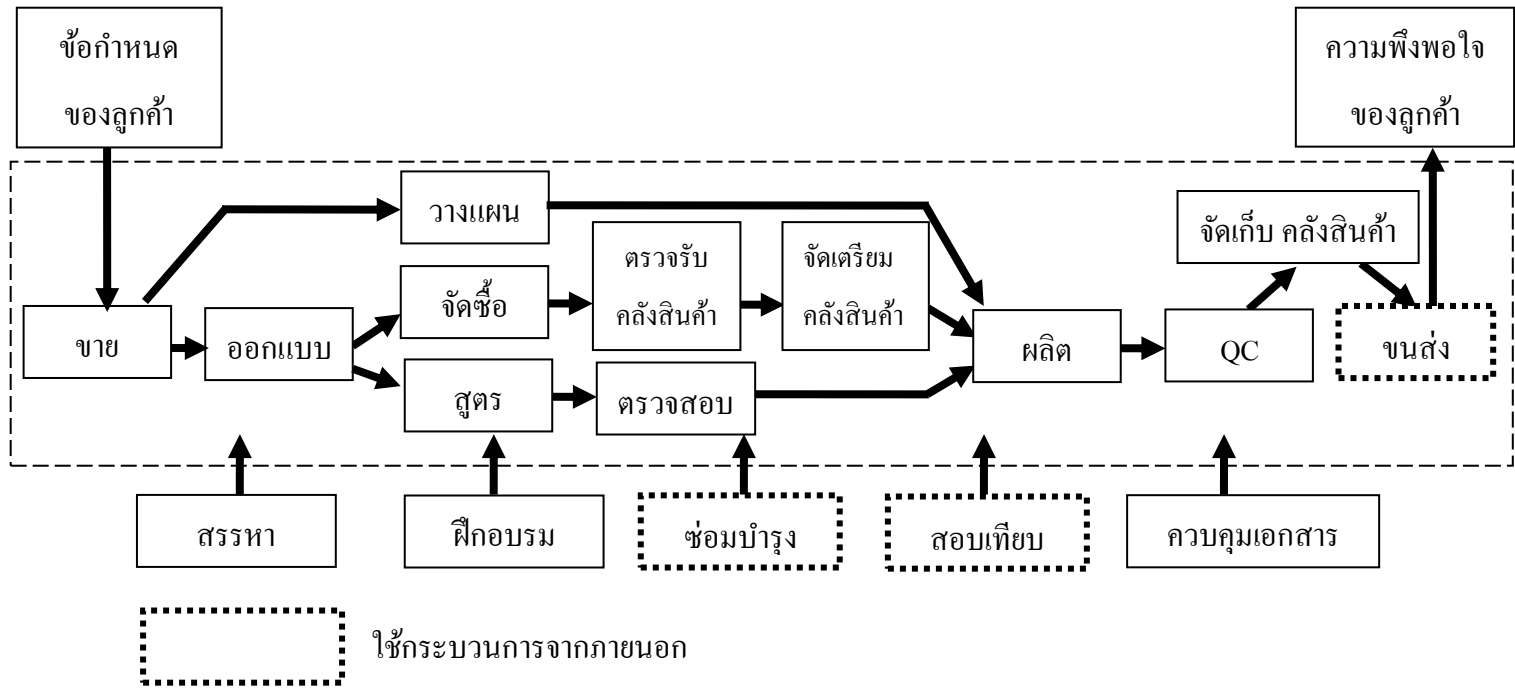 ข้อกำหนด
ของลูกค้า
ความพึงพอใจ
ของลูกค้า
วางแผน
จัดซื้อ
ตรวจรับ
คลังสินค้า
จัดเตรียม
คลังสินค้า
จัดเก็บ คลังสินค้า
ขาย
ออกแบบ
สูตร
ตรวจสอบ
ผลิต
QC
ขนส่ง
สรรหา
ฝึกอบรม
ซ่อมบำรุง
สอบเทียบ
ควบคุมเอกสาร
ใช้กระบวนการจากภายนอก